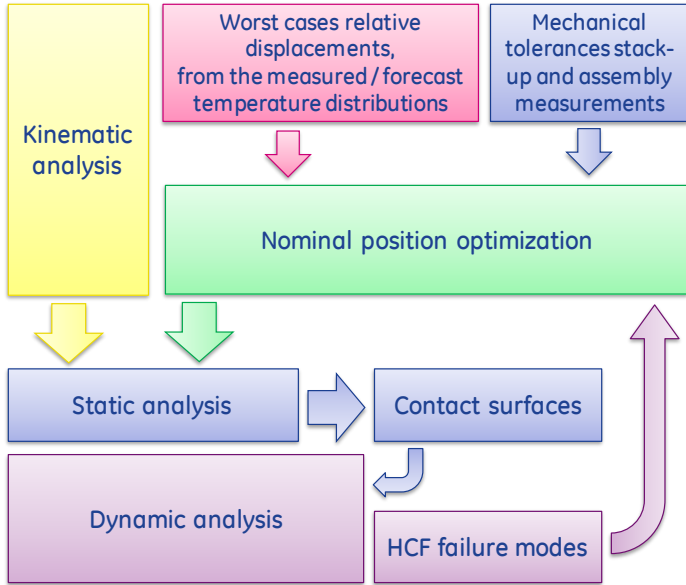 Kinematic
analysis
Worst cases relative
displacements,
from the measured / forecast
temperature distributions
Mechanical
tolerances stack-
up and assembly
measurements
Nominal position optimization
Static analysis
Contact surfaces
Dynamic analysis
HCF failure modes